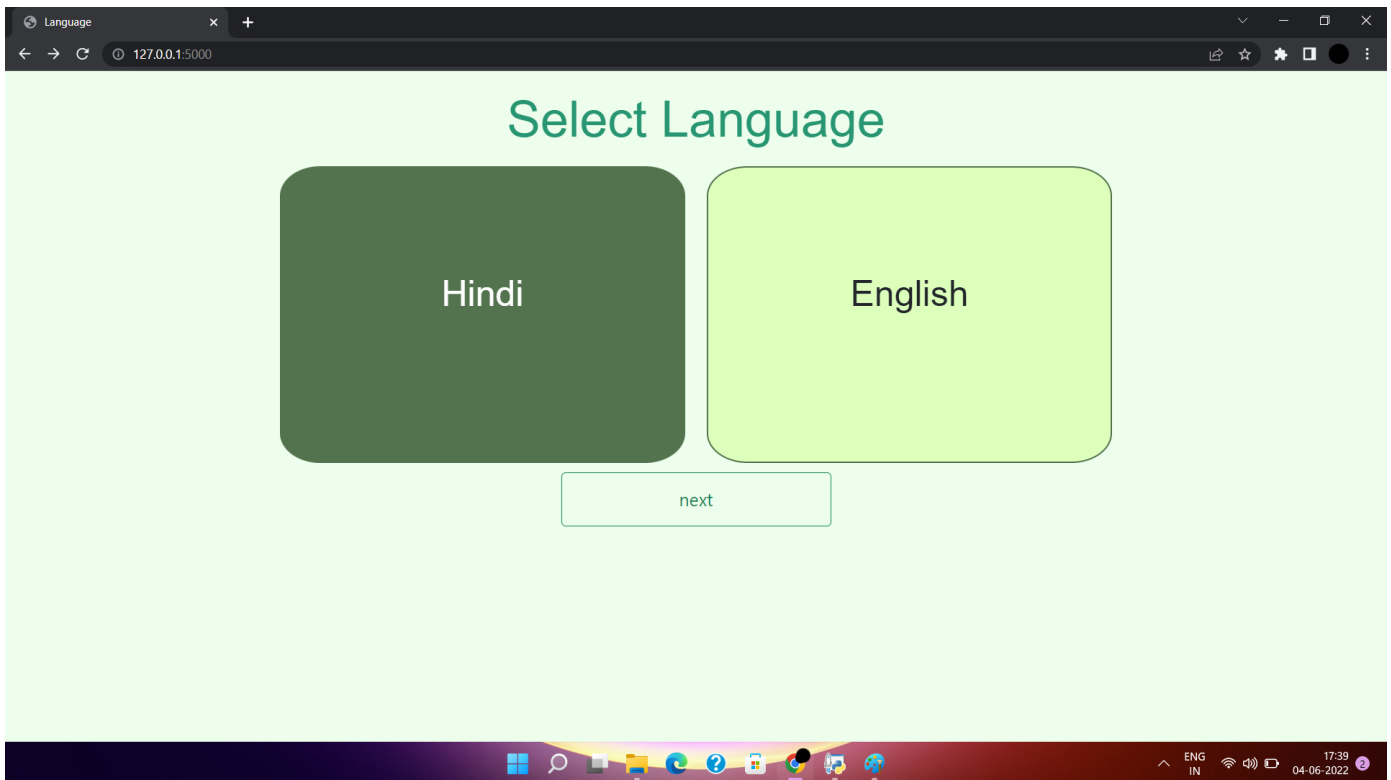 Language
127.0.0.1:5000
Select Language
Hindi
English
next
ENG
IN
17:39
04-06-2022
2